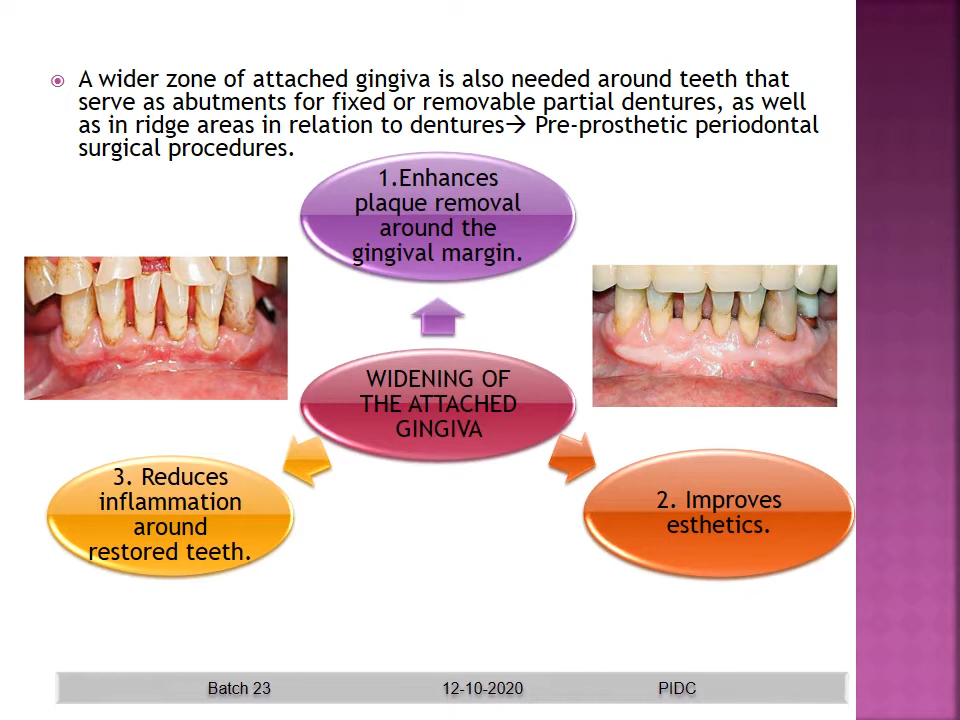 A wider zone of attached gingiva is also needed around teeth that
serve as abutments for fixed or removable partial dentures, as well
as in ridge areas in relation to dentures→ Pre-prosthetic periodontal
surgical procedures.
1.Enhances
plaque removal
around the
gingival margin.
WIDENING OF
THE ATTACHED
GINGIVA
3. Reduces
inflammation
around
restored teeth.
2. Improves
esthetics.
Batch 23 12-10-2020 PIDC